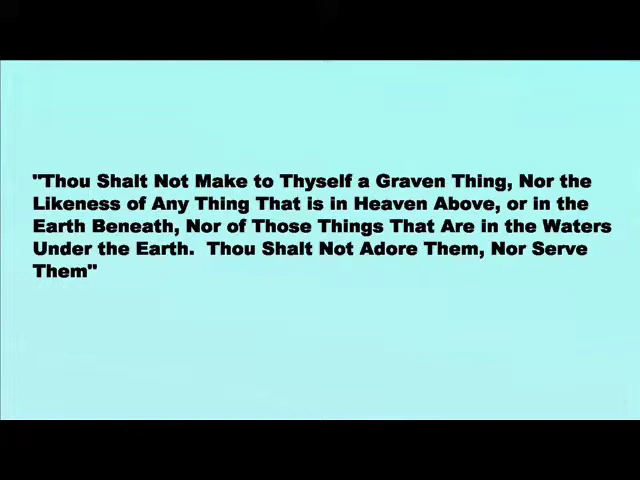 "Thou Shalt Not Make to Thyself a Graven Thing, Nor the
Likeness of Any Thing That is in Heaven Above, or in the
Earth Beneath, Nor of Those Things That Are in the Waters
Under the Earth.  Thou Shalt Not Adore Them, Nor Serve
Them"